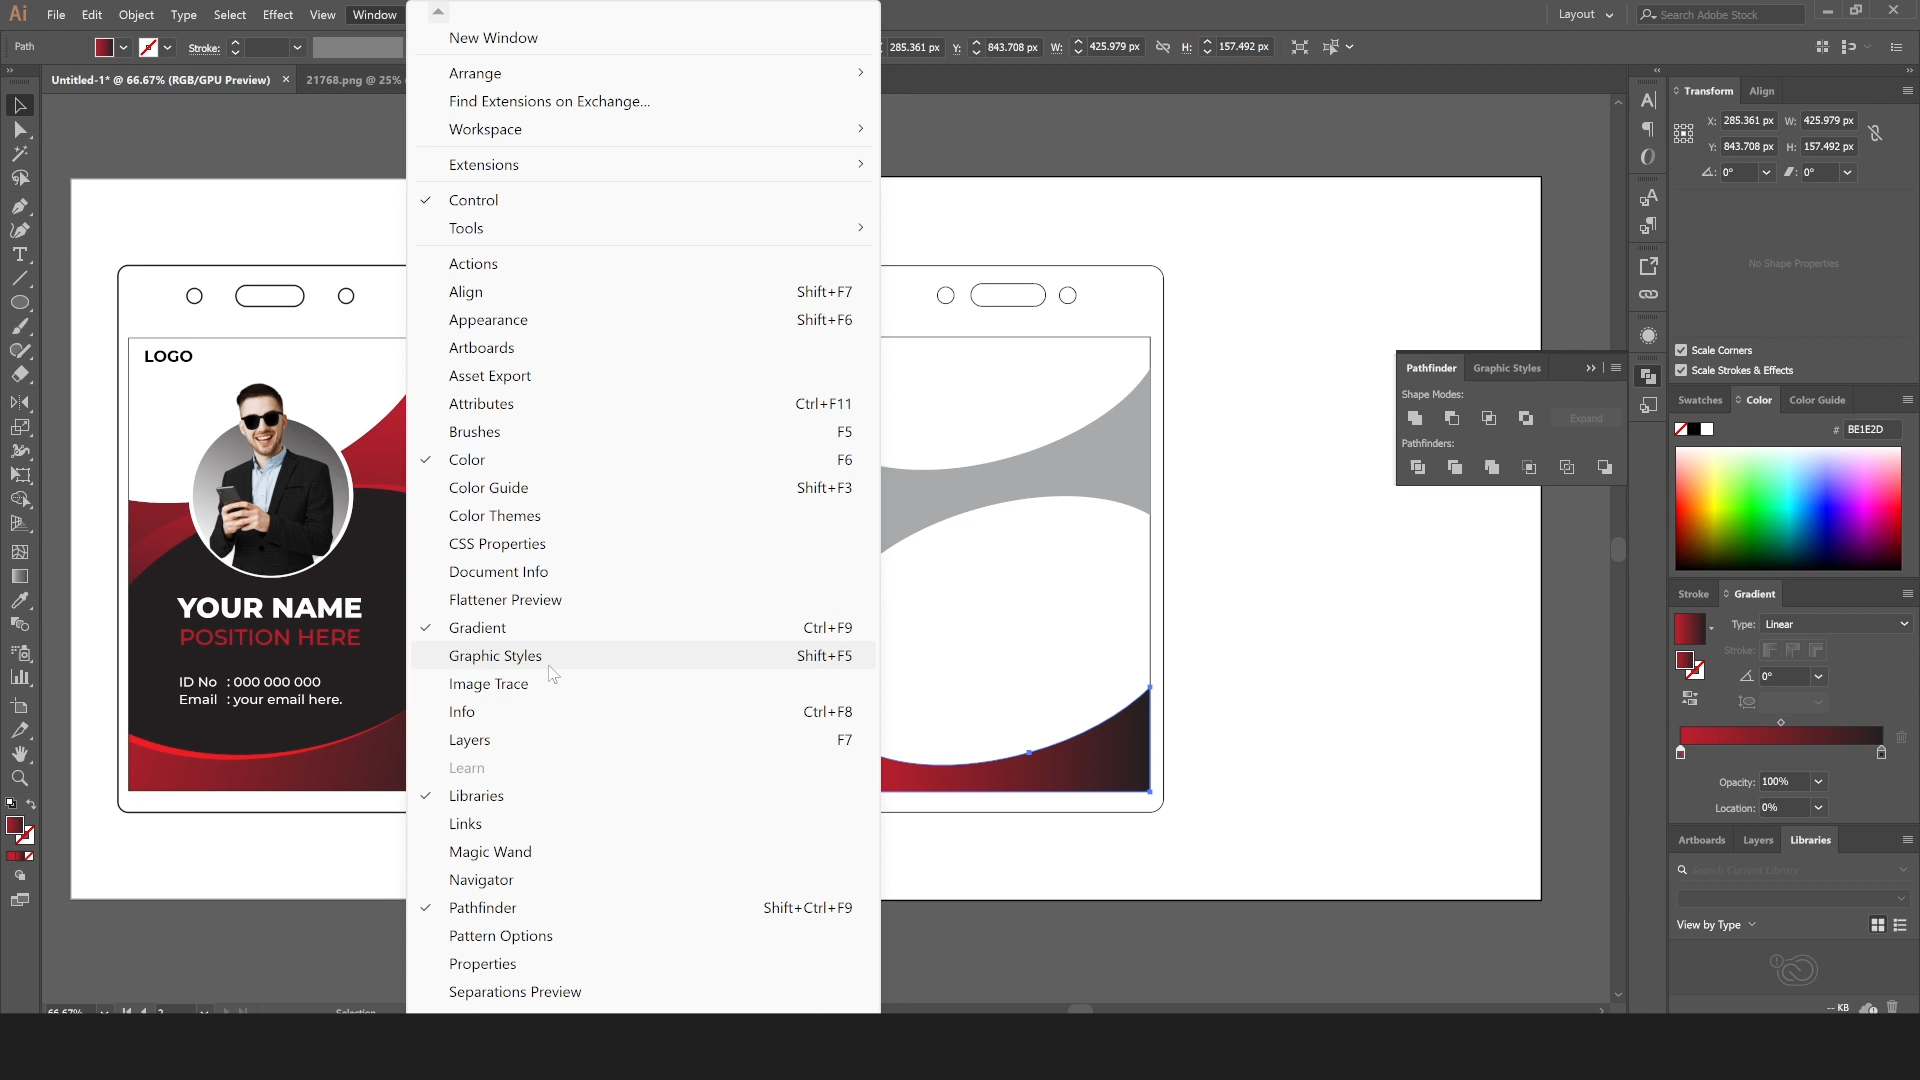 Ai File Edit Object Type Select Effect View Window
Layout
Search Adobe Stock
Path
Stroke:
285.361 px Y: 843.708 px W: 425.979 px H: 157.492 px
Untitled-1* @ 66.67% (RGB/GPU Preview)
21768.png @ 25%
New Window
Arrange
Find Extensions on Exchange...
Workspace
Extensions
Control
Tools
Actions
Align Shift+F7
Appearance Shift+F6
Artboards
Asset Export
Attributes Ctrl+F11
Brushes F5
Color F6
Color Guide Shift+F3
Color Themes
CSS Properties
Document Info
Flattener Preview
Gradient Ctrl+F9
Graphic Styles Shift+F5
Image Trace
Info Ctrl+F8
Layers F7
Learn
Libraries
Links
Magic Wand
Navigator
Pathfinder Shift+Ctrl+F9
Pattern Options
Properties
Separations Preview
LOGO
YOUR NAME
POSITION HERE
ID No : 000 000 000
Email : your email here.
Pathfinder Graphic Styles
Shape Modes:
Expand
Pathfinders:
Transform Align
X: 285.361 px W: 425.979 px
Y: 843.708 px H: 157.492 px
0° 0°
No Shape Properties
Scale Corners
Scale Strokes & Effects
Swatches Color Color Guide
# BE1E2D
Stroke Gradient
Type: Linear
Stroke:
0°
Opacity: 100%
Location: 0%
Artboards Layers Libraries
Search Current Library
View by Type
-- KB
66.67%
2
Selection